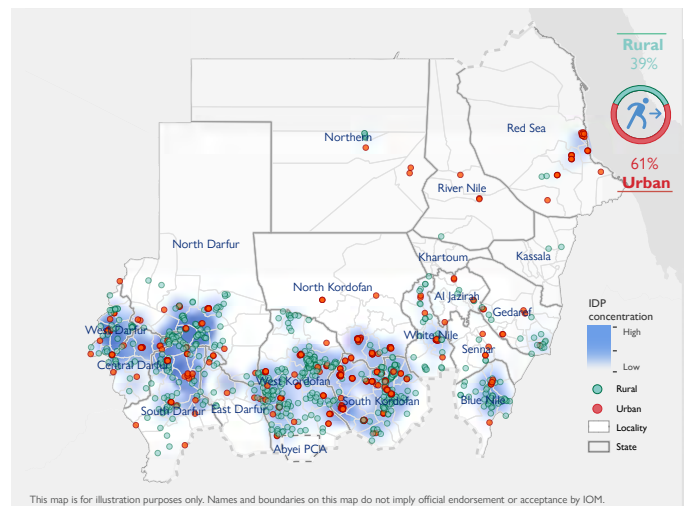 Rural
39%
61%
Urban
Northern
Red Sea
River Nile
North Darfur
Khartoum
Kassala
North Kordofan
Al Jazirah
Gedaref
West Darfur
White Nile
Sennar
Central Darfur
West Kordofan
South Darfur
East Darfur
South Kordofan
Blue Nile
Abyei PCA
IDP
concentration
High
Low
Rural
Urban
Locality
State
This map is for illustration purposes only. Names and boundaries on this map do not imply official endorsement or acceptance by IOM.